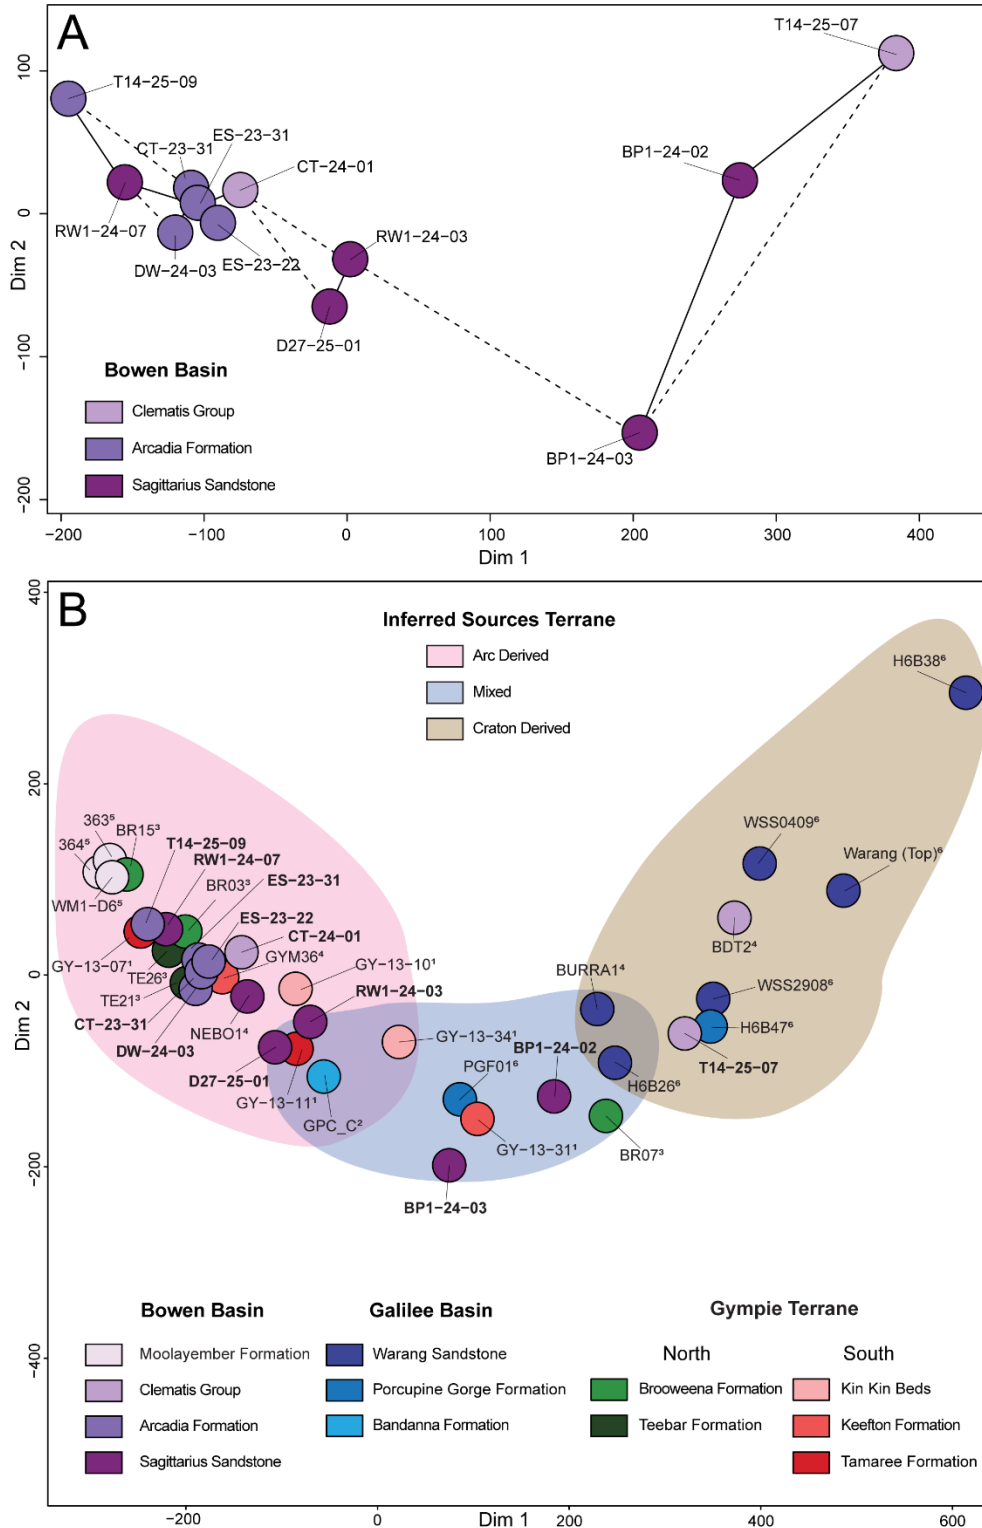 A
T14−25−07
100
T14−25−09
ES−23−31
CT−23−31
CT−24−01
BP1−24−02
0
RW1−24−07
RW1−24−03
DW−24−03
ES−23−22
Dim 2
D27−25−01
−100
Bowen Basin
Clematis Group
Arcadia Formation
BP1−24−03
Sagittarius Sandstone
−200
−200
−100
0
100
200
300
400
Dim 1
400
B
Inferred Sources Terrane
Arc Derived
Mixed
Craton Derived
H6B38⁶
200
363⁵
BR15³
364⁵
T14−25−09
RW1−24−07
WSS0409⁶
Warang (Top)⁶
WM1−D6⁵
BR03³
ES−23−31
ES−23−22
CT−24−01
BDT2⁴
GY−13−07¹
TE26³
GYM36⁴
GY−13−10¹
BURRA1⁴
WSS2908⁶
0
TE21³
RW1−24−03
CT−23−31
NEBO1⁴
H6B47⁶
DW−24−03
GY−13−34¹
BP1−24−02
PGF01⁶
T14−25−07
D27−25−01
H6B26⁶
GY−13−11¹
GPC_C²
GY−13−31¹
BR07³
Dim 2
−200
BP1−24−03
Bowen Basin
Moolayember Formation
Clematis Group
Arcadia Formation
Sagittarius Sandstone
Galilee Basin
Warang Sandstone
Porcupine Gorge Formation
Bandanna Formation
Gympie Terrane
North
Brooweena Formation
Teebar Formation
South
Kin Kin Beds
Keefton Formation
Tamaree Formation
−400
−200
0
200
400
600
Dim 1